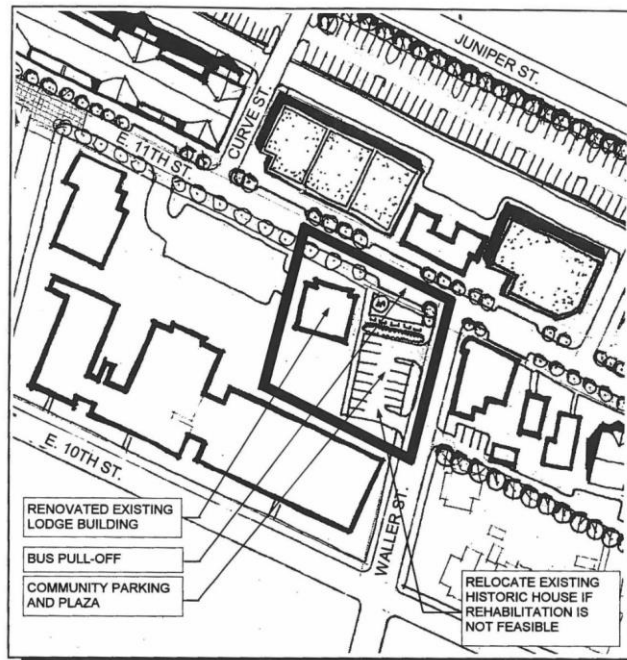 JUNIPER ST.
CURVE ST.
E. 11TH ST.
E. 10TH ST.
WALLER ST.
RENOVATED EXISTING
LODGE BUILDING
BUS PULL-OFF
COMMUNITY PARKING
AND PLAZA
RELOCATE EXISTING
HISTORIC HOUSE IF
REHABILITATION IS
NOT FEASIBLE